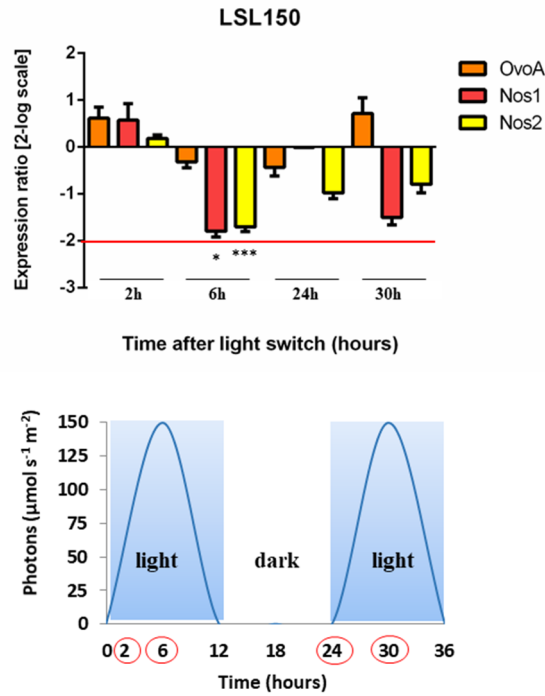 LSL150
Expression ratio [2-log scale]
2
1
0
-1
-2
-3
OvoA
Nos1
Nos2
* ***
2h 6h 24h 30h
Time after light switch (hours)
Photons (µmol s-1 m-2)
150
125
100
75
50
25
0
light dark light
0 2 6 12 18 24 30 36
Time (hours)